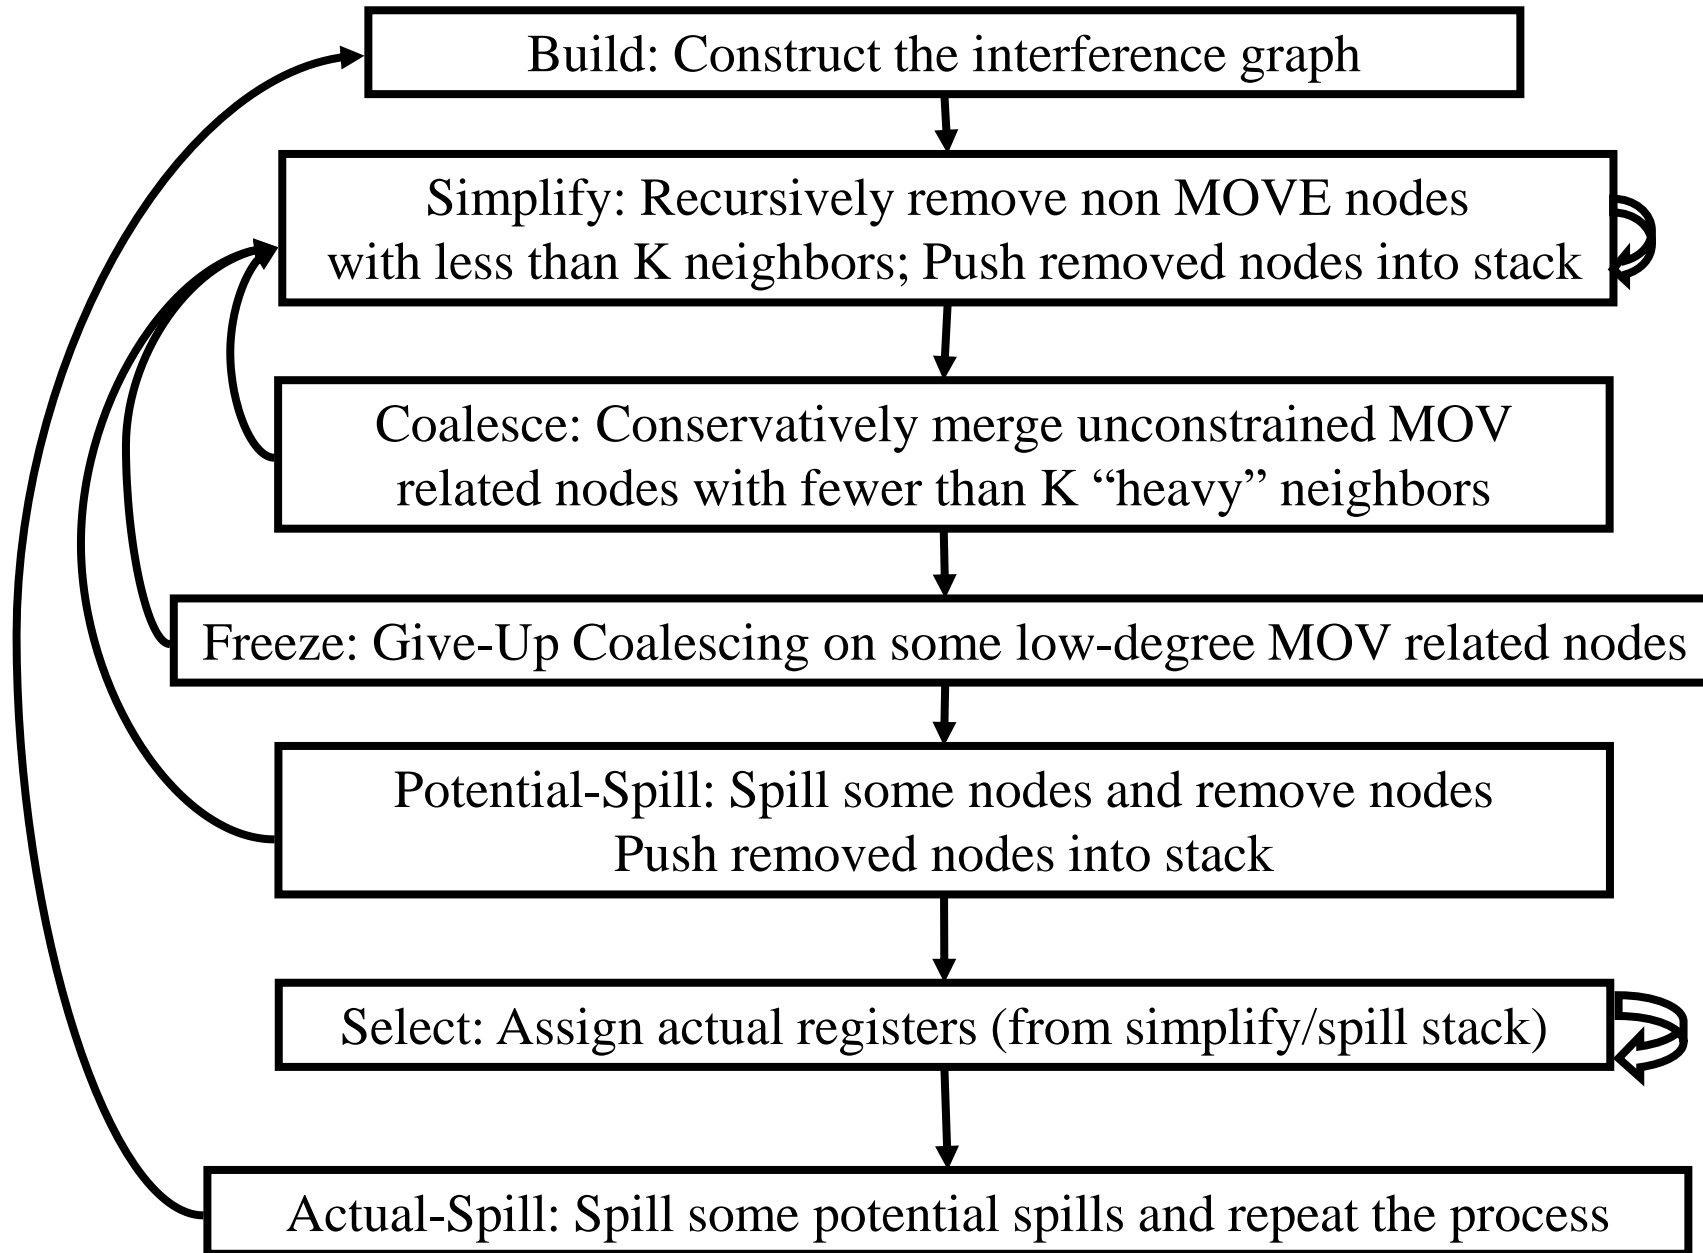 Build: Construct the interference graph
Simplify: Recursively remove non MOVE nodes
with less than K neighbors; Push removed nodes into stack
Coalesce: Conservatively merge unconstrained MOV
related nodes with fewer than K “heavy” neighbors
Freeze: Give-Up Coalescing on some low-degree MOV related nodes
Potential-Spill: Spill some nodes and remove nodes
Push removed nodes into stack
Select: Assign actual registers (from simplify/spill stack)
Actual-Spill: Spill some potential spills and repeat the process